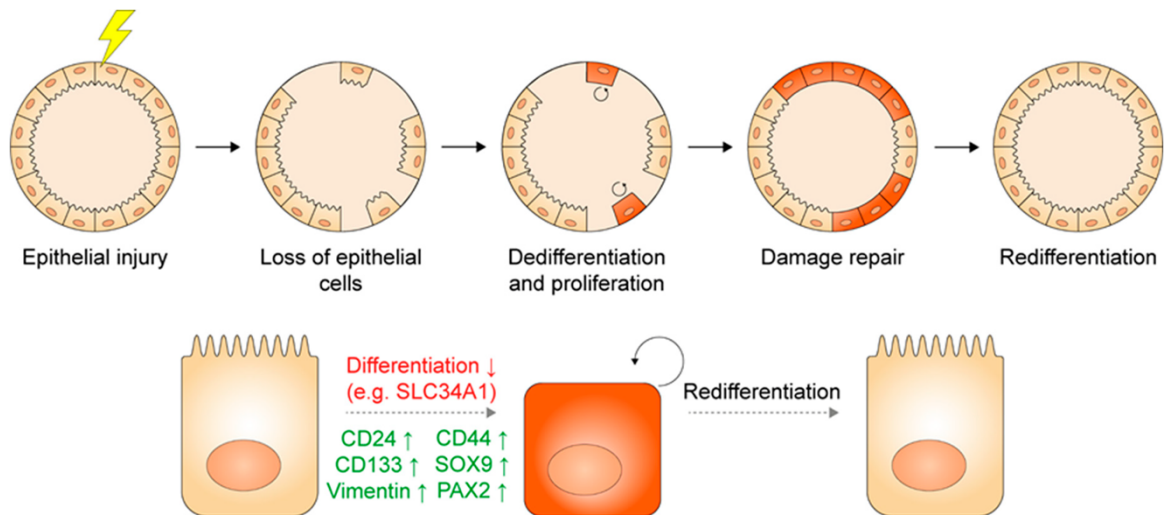 Epithelial injury
Loss of epithelial
cells
Dedifferentiation
and proliferation
Damage repair
Redifferentiation
Differentiation ↓
(e.g. SLC34A1)
CD24 ↑ CD44 ↑
CD133 ↑ SOX9 ↑
Vimentin ↑ PAX2 ↑
Redifferentiation